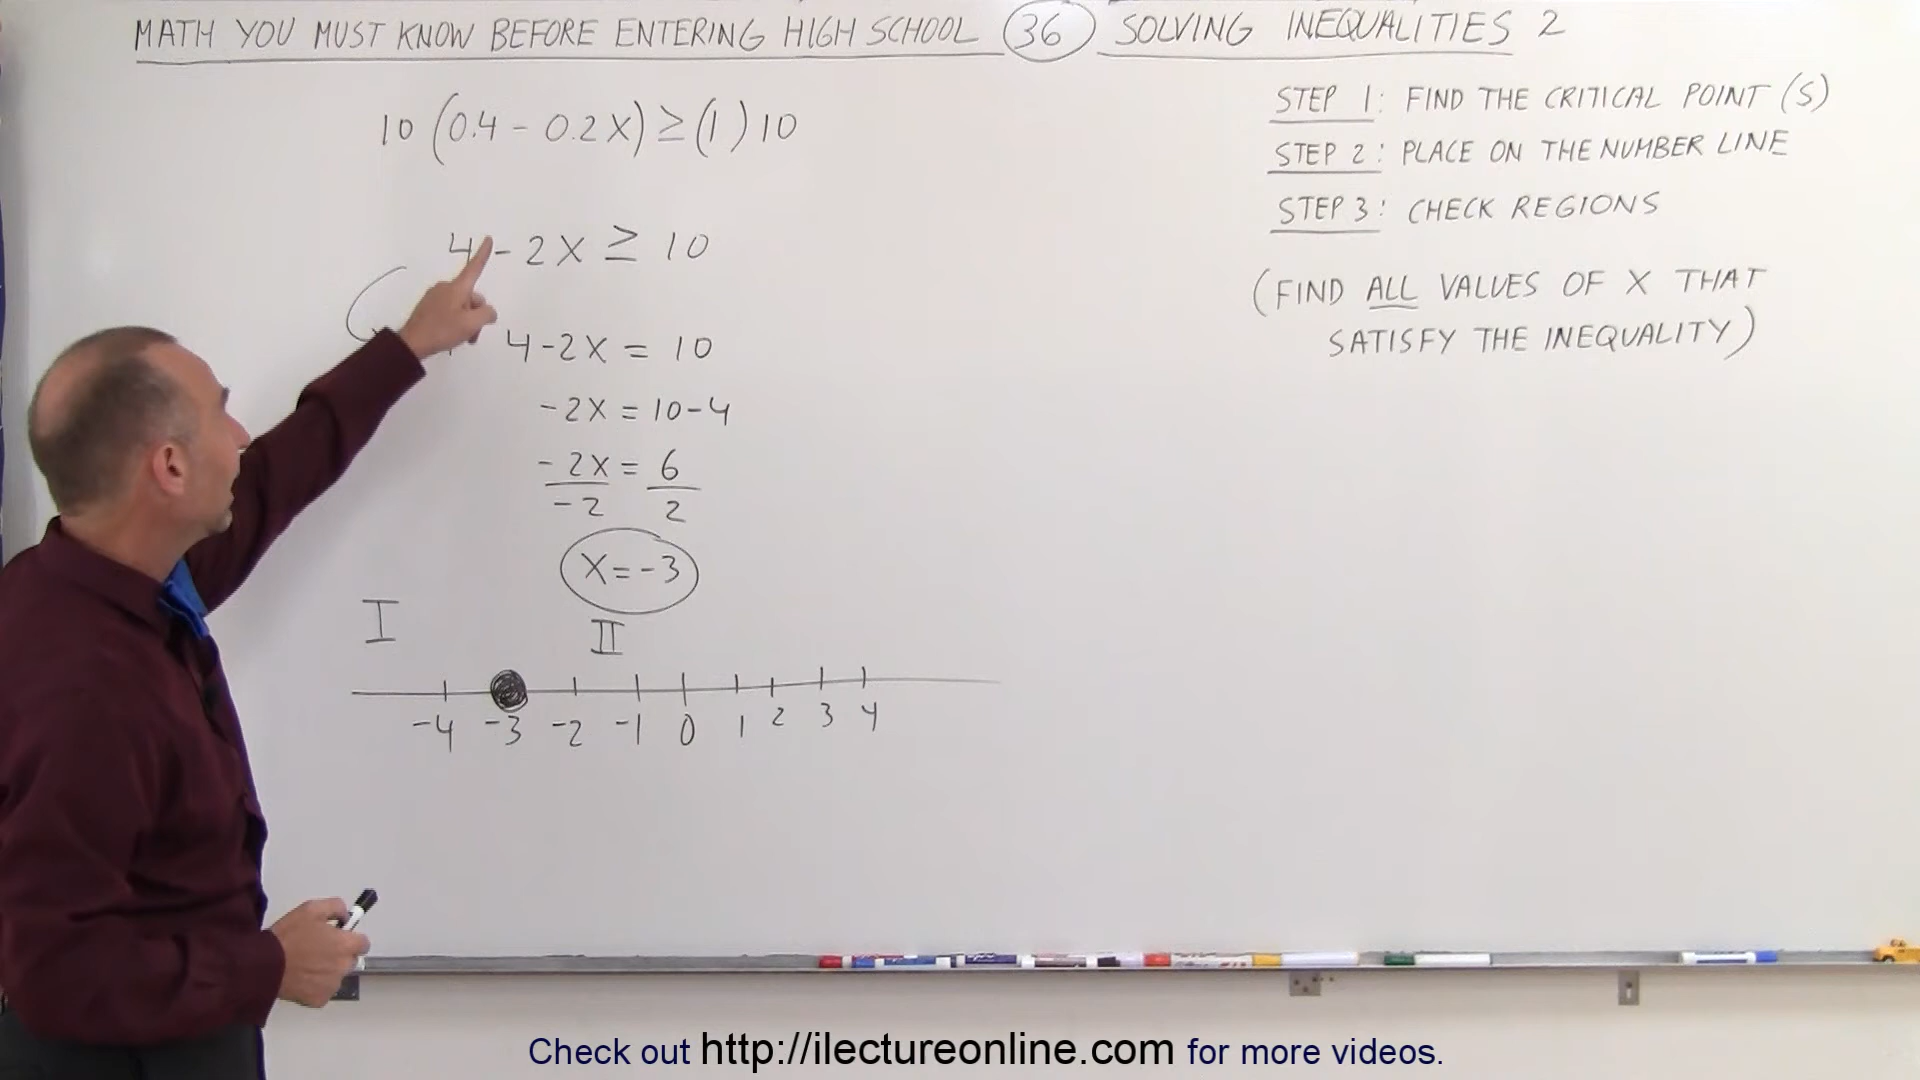 MATH YOU MUST KNOW BEFORE ENTERING HIGH SCHOOL 36 SOLVING INEQUALITIES 2
10 (0.4 - 0.2X) ≥ (1) 10
4 - 2X ≥ 10
4 - 2X = 10
-2X = 10 - 4
-2X = 6
-2 2
X = -3
I II
-4 -3 -2 -1 0 1 2 3 4
STEP 1: FIND THE CRITICAL POINT (S)
STEP 2: PLACE ON THE NUMBER LINE
STEP 3: CHECK REGIONS
(FIND ALL VALUES OF X THAT
SATISFY THE INEQUALITY)
Check out http://ilectureonline.com for more videos.